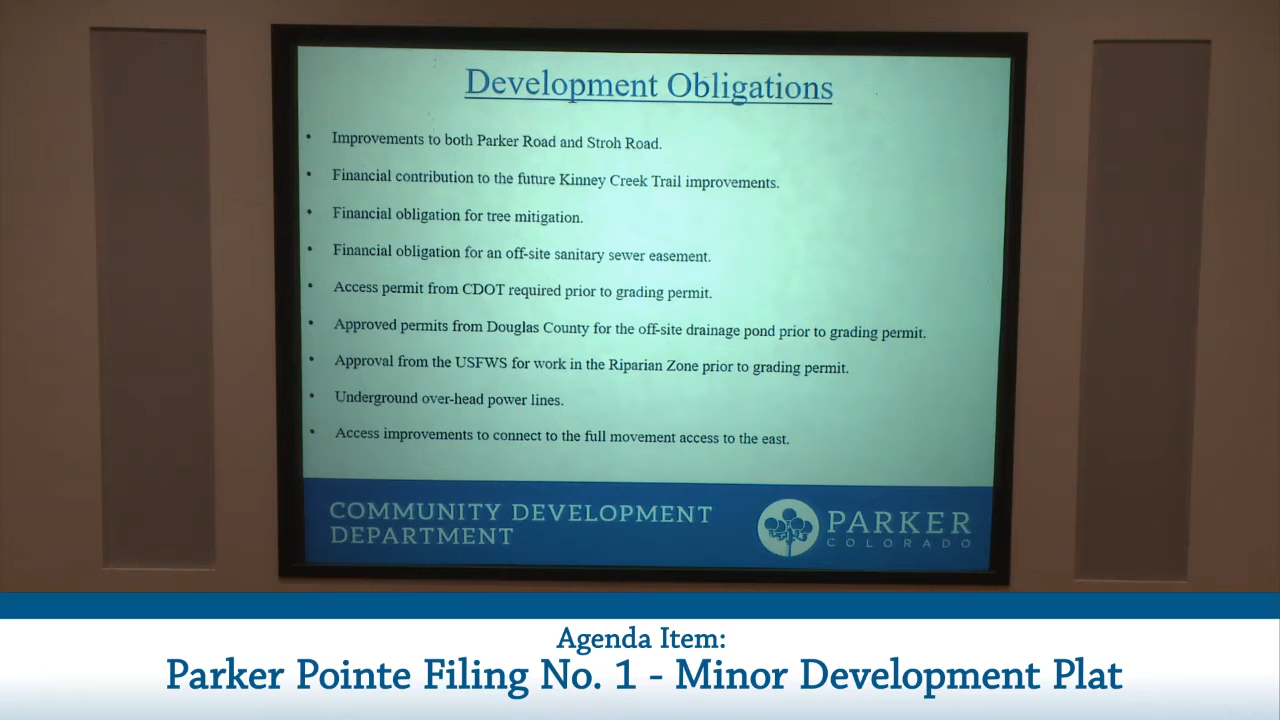 Development Obligations
• Improvements to both Parker Road and Stroh Road.
• Financial contribution to the future Kinney Creek Trail improvements.
• Financial obligation for tree mitigation.
• Financial obligation for an off-site sanitary sewer easement.
• Access permit from CDOT required prior to grading permit.
• Approved permits from Douglas County for the off-site drainage pond prior to grading permit.
• Approval from the USFWS for work in the Riparian Zone prior to grading permit.
• Underground over-head power lines.
• Access improvements to connect to the full movement access to the east.
COMMUNITY DEVELOPMENT
DEPARTMENT
PARKER
COLORADO
Agenda Item:
Parker Pointe Filing No. 1 - Minor Development Plat